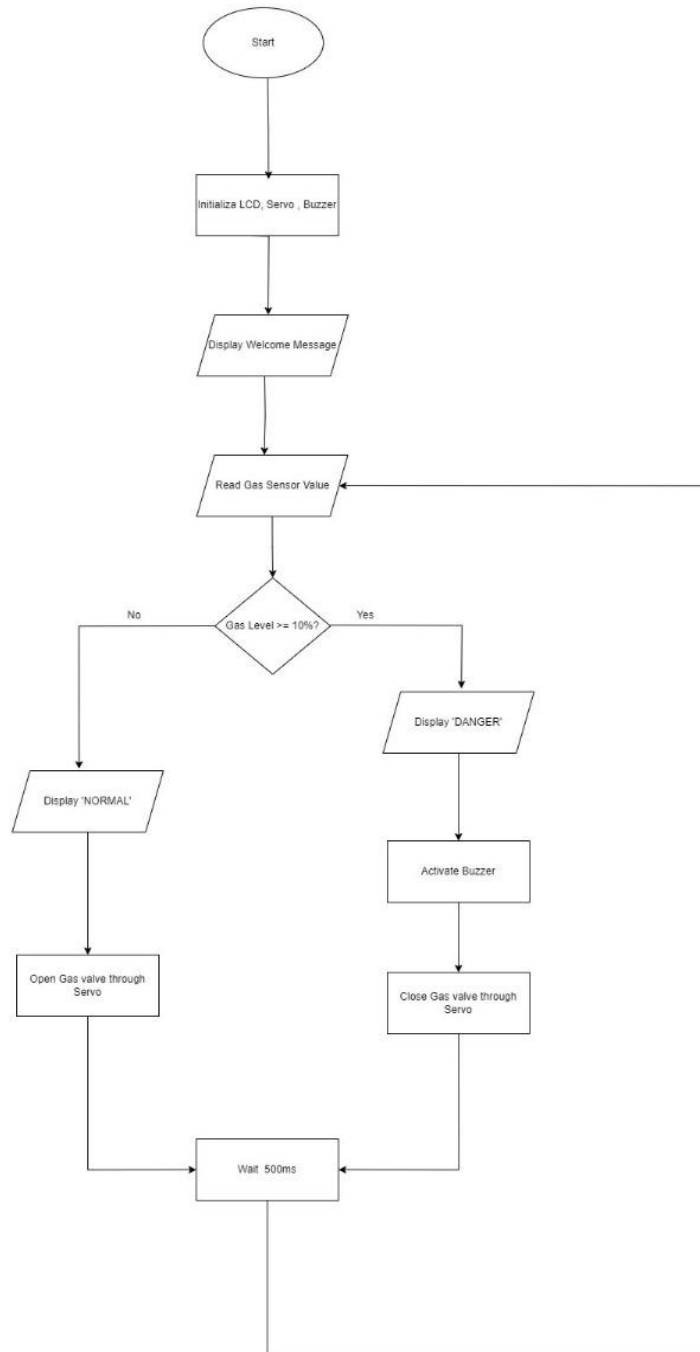 Start
Initializa LCD, Servo , Buzzer
Display Welcome Message
Read Gas Sensor Value
Gas Level >= 10%?
No
Yes
Display 'DANGER'
Display 'NORMAL'
Activate Buzzer
Open Gas valve through
Servo
Close Gas valve through
Servo
Wait 500ms